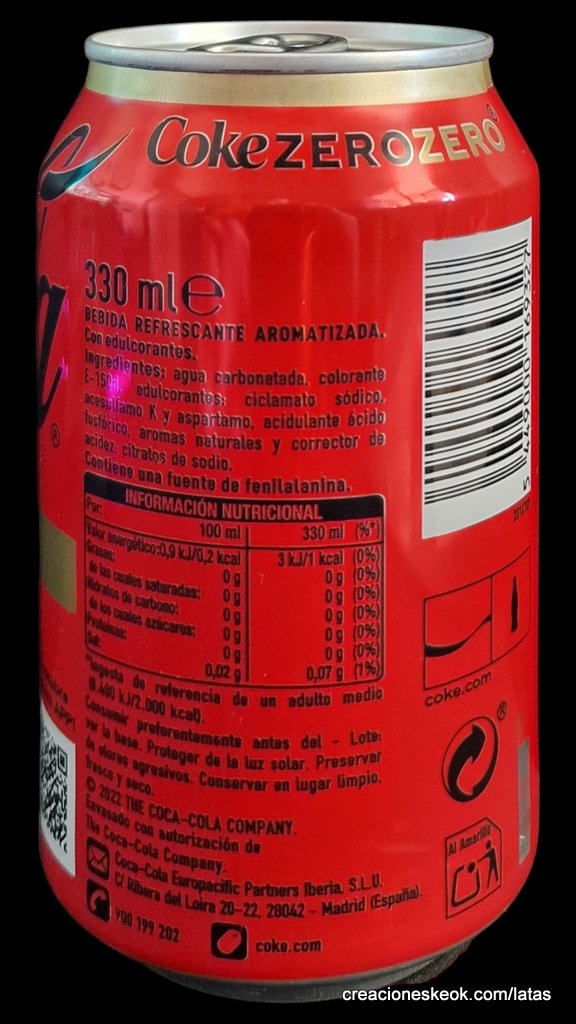 Coke ZERO ZERO®
330 ml e
BEBIDA REFRESCANTE AROMATIZADA.
Con edulcorantes.
Ingredientes: agua carbonatada, colorante
E-150d, edulcorantes: ciclamato sódico,
acesulfamo K y aspartamo, acidulante ácido
fosfórico, aromas naturales y corrector de
acidez: citratos de sodio.
Contiene una fuente de fenilalanina.
INFORMACIÓN NUTRICIONAL
Por: 100 ml 330 ml (%*)
Valor energético: 0,9 kJ/0,2 kcal 3 kJ/1 kcal (0%)
Grasas: 0 g 0 g (0%)
de las cuales saturadas: 0 g 0 g (0%)
Hidratos de carbono: 0 g 0 g (0%)
de los cuales azúcares: 0 g 0 g (0%)
Proteínas: 0 g 0 g (0%)
Sal: 0,02 g 0,07 g (1%)
*Ingesta de referencia de un adulto medio
(8.400 kJ/2.000 kcal).
Consumir preferentemente antes del - Lote:
ver la base. Proteger de la luz solar. Preservar
de olores agresivos. Conservar en lugar limpio,
fresco y seco.
© 2022 THE COCA-COLA COMPANY.
Envasado con autorización de
The Coca-Cola Company.
Coca-Cola Europacific Partners Iberia, S.L.U.
C/ Ribera del Loira 20-22, 28042 - Madrid (España).
900 199 202
coke.com
5 449000 169327
coke.com
®
Al Amarillo
creacioneskeok.com/latas